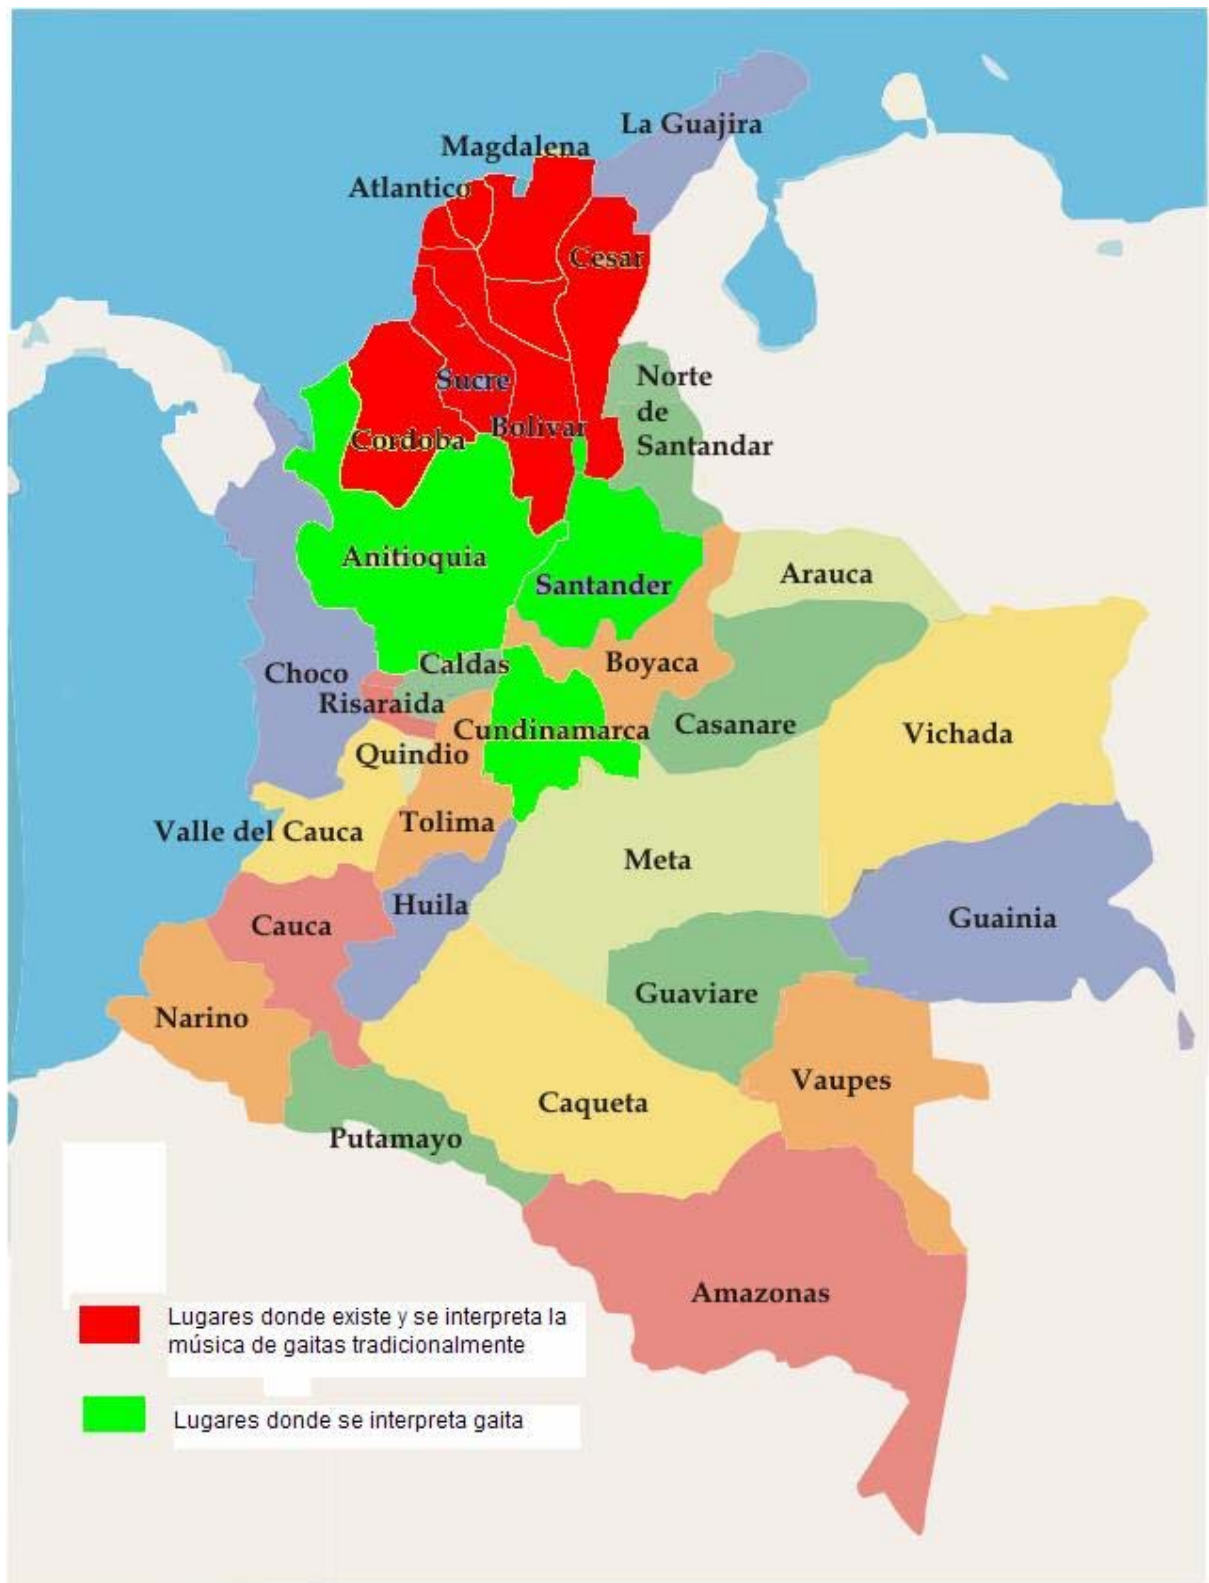 La Guajira
Magdalena
Atlantico
Cesar
Norte
de
Santandar
Sucre
Bolivar
Cordoba
Anitioquia
Santander
Arauca
Choco
Caldas
Boyaca
Risaraida
Cundinamarca
Casanare
Vichada
Quindio
Valle del Cauca
Tolima
Meta
Huila
Cauca
Guainia
Guaviare
Narino
Vaupes
Caqueta
Putamayo
Amazonas
Lugares donde existe y se interpreta la
música de gaitas tradicionalmente
Lugares donde se interpreta gaita